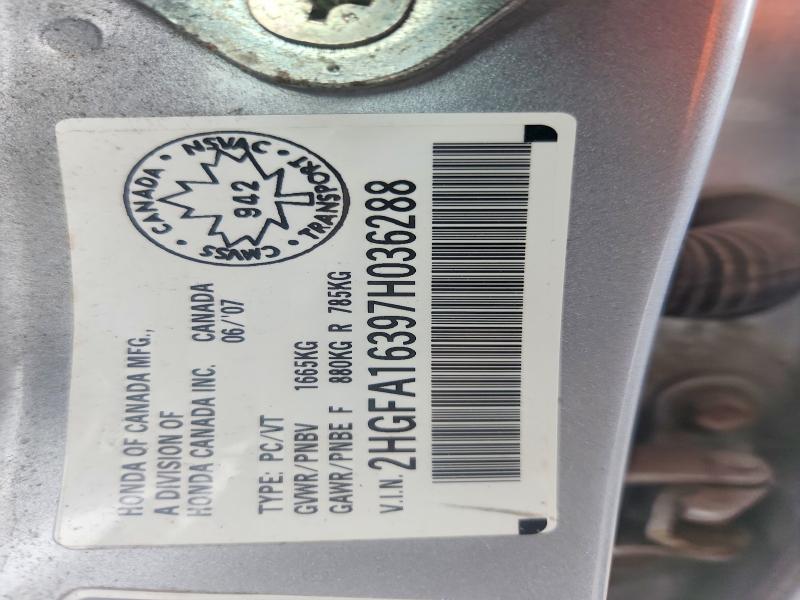 HONDA OF CANADA MFG.,
A DIVISION OF
HONDA CANADA INC. CANADA
06/'07
CANADA • CMVSS • TRANSPORT •
942
TYPE: PC/VT
GVWR/PNBV 1665KG
GAWR/PNBE F 880KG R 785KG
V.I.N. 2HGFA16397H036288